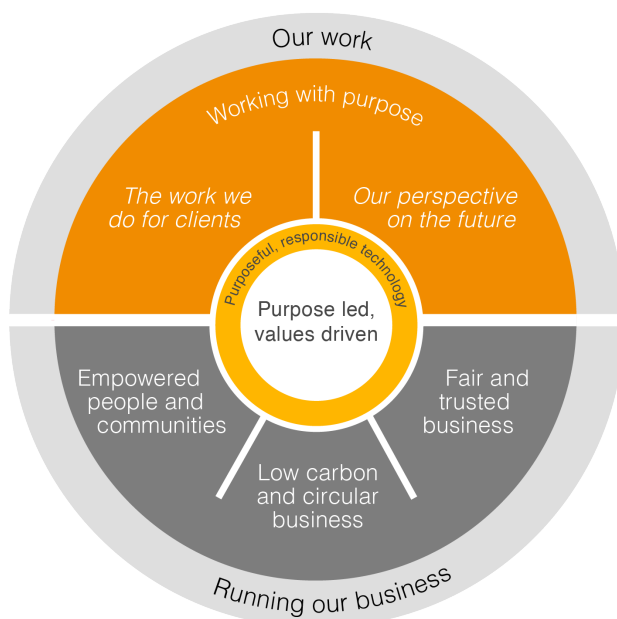 Our work
Working with purpose
The work we
do for clients
Our perspective
on the future
Purposeful, responsible technology
Purpose led,
values driven
Empowered
people and
communities
Fair and
trusted
business
Low carbon
and circular
business
Running our business